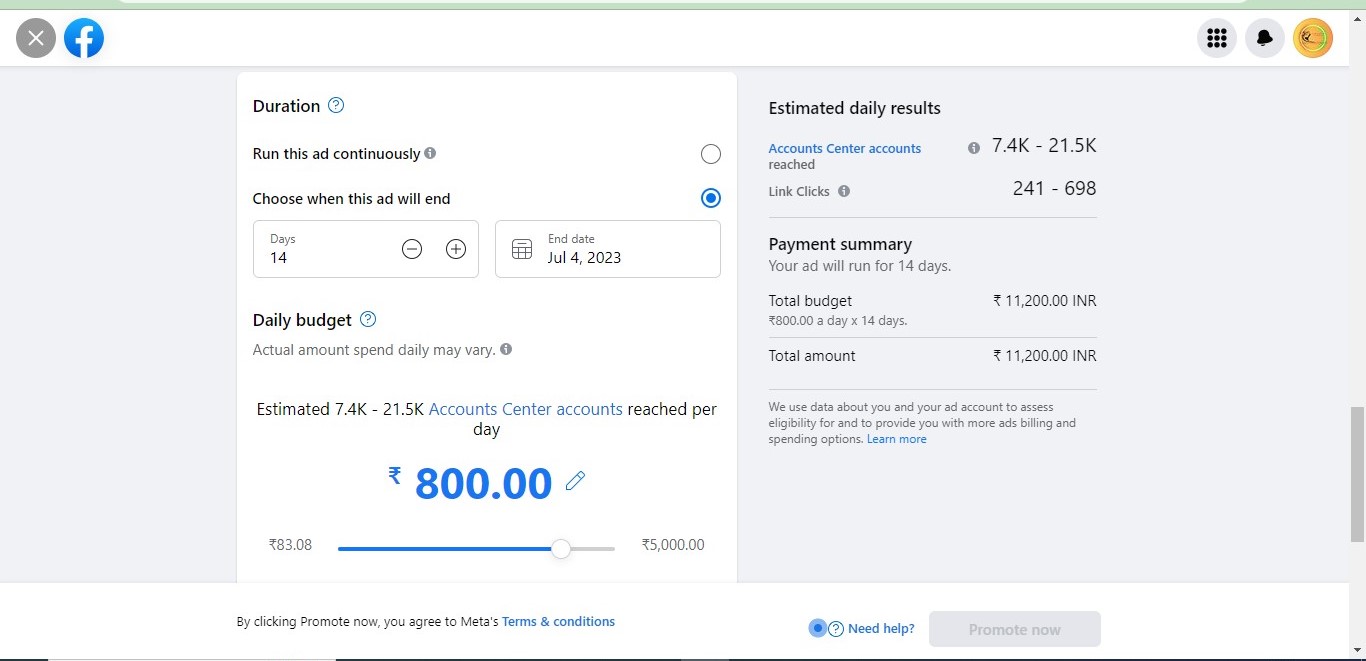 Duration
Run this ad continuously
Choose when this ad will end
Days
14
End date
Jul 4, 2023
Daily budget
Actual amount spend daily may vary.
Estimated 7.4K - 21.5K Accounts Center accounts reached per
day
₹ 800.00
₹83.08
₹5,000.00
Estimated daily results
Accounts Center accounts
reached
7.4K - 21.5K
Link Clicks
241 - 698
Payment summary
Your ad will run for 14 days.
Total budget
₹ 11,200.00 INR
₹800.00 a day x 14 days.
Total amount
₹ 11,200.00 INR
We use data about you and your ad account to assess
eligibility for and to provide you with more ads billing and
spending options. Learn more
By clicking Promote now, you agree to Meta's Terms & conditions
Need help?
Promote now